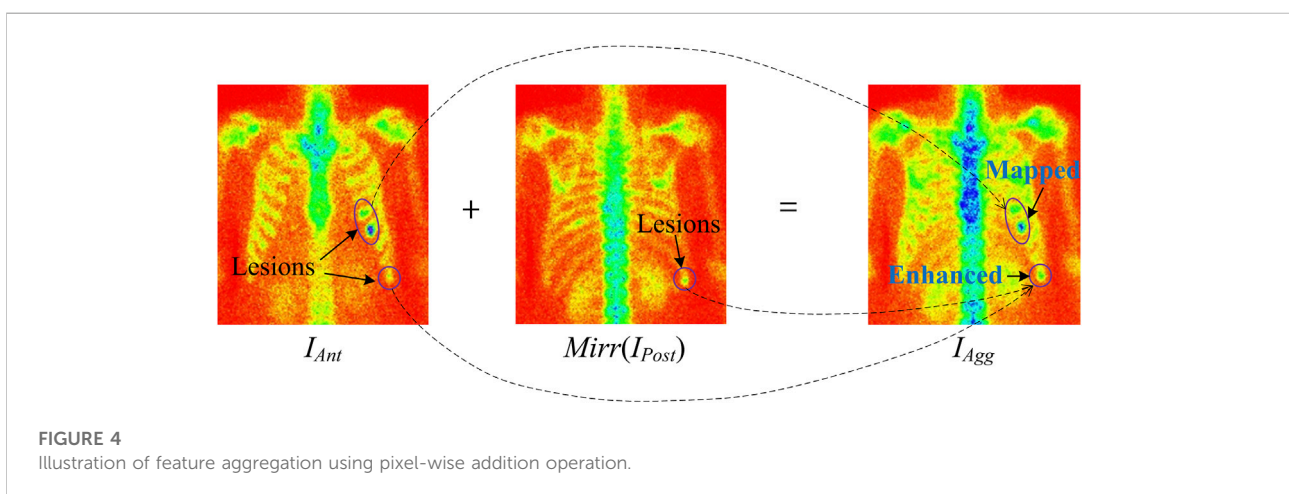 Mapped
+
Lesions
=
Lesions
Enhanced
I_Ant
Mirr(I_Post)
I_Agg
FIGURE 4
Illustration of feature aggregation using pixel-wise addition operation.